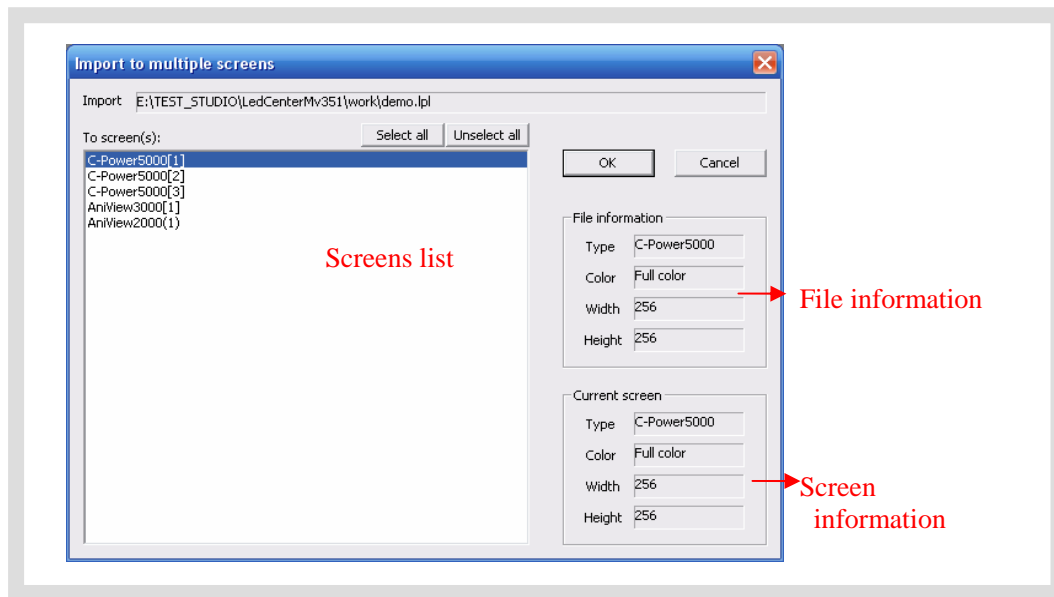 Import to multiple screens
Import E:\TEST_STUDIO\LedCenterMv351\work\demo.lpl
To screen(s): Select all Unselect all
C-Power5000[1]
C-Power5000[2]
C-Power5000[3]
AniView3000[1]
AniView2000(1)
Screens list
OK Cancel
File information
Type C-Power5000
Color Full color
Width 256
Height 256
File information
Current screen
Type C-Power5000
Color Full color
Width 256
Height 256
Screen
information